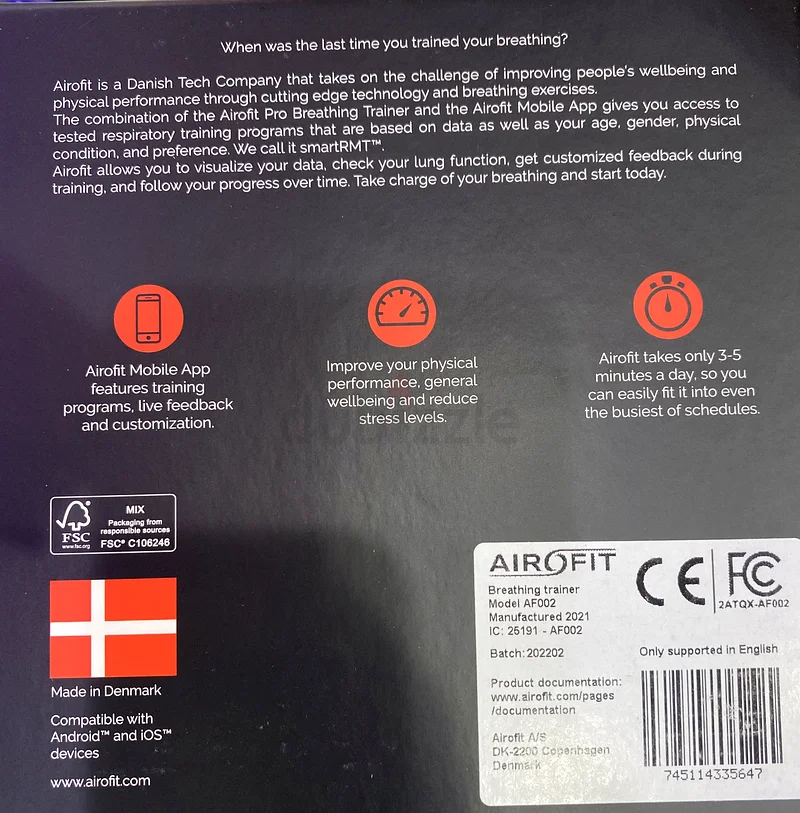 When was the last time you trained your breathing?
Airofit is a Danish Tech Company that takes on the challenge of improving people's wellbeing and
physical performance through cutting edge technology and breathing exercises.
The combination of the Airofit Pro Breathing Trainer and the Airofit Mobile App gives you access to
tested respiratory training programs that are based on data as well as your age, gender, physical
condition, and preference. We call it smartRMT™.
Airofit allows you to visualize your data, check your lung function, get customized feedback during
training, and follow your progress over time. Take charge of your breathing and start today.
Airofit Mobile App
features training
programs, live feedback
and customization.
Improve your physical
performance, general
wellbeing and reduce
stress levels.
Airofit takes only 3-5
minutes a day, so you
can easily fit it into even
the busiest of schedules.
dubizzle
FSC
www.fsc.org
MIX
Packaging from
responsible sources
FSC® C106246
Made in Denmark
Compatible with
Android™ and iOS™
devices
www.airofit.com
AIROFIT
Breathing trainer
Model AF002
Manufactured 2021
IC: 25191 - AF002
Batch: 202202
Product documentation:
www.airofit.com/pages
/documentation
Airofit A/S
DK-2200 Copenhagen
Denmark
CE
FC
2ATQX-AF002
Only supported in English
745114335647